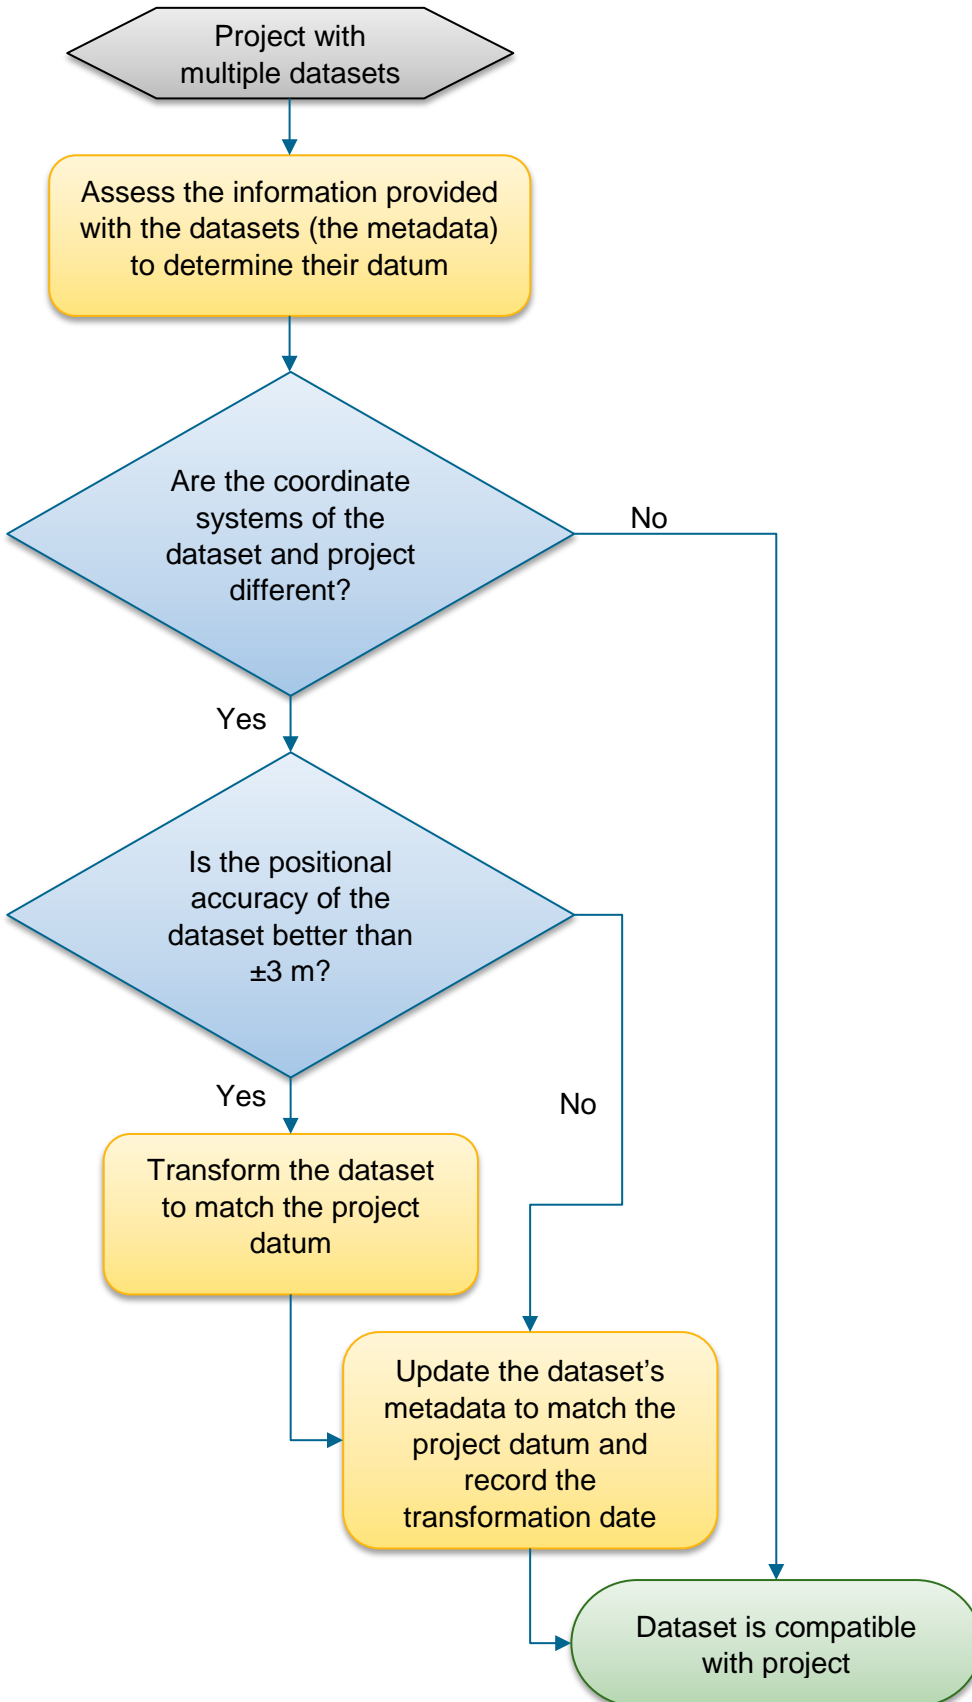 Project with
multiple datasets
Assess the information provided
with the datasets (the metadata)
to determine their datum
Are the coordinate
systems of the
dataset and project
different?
No
Yes
Is the positional
accuracy of the
dataset better than
±3 m?
Yes
No
Transform the dataset
to match the project
datum
Update the dataset’s
metadata to match the
project datum and
record the
transformation date
Dataset is compatible
with project